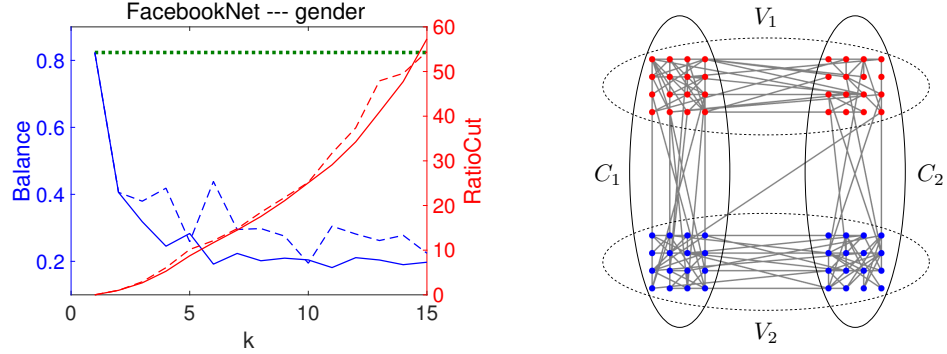 FacebookNet --- gender
Balance
0.8
0.6
0.4
0.2
0
5
10
15
k
60
50
40
30
20
10
0
RatioCut
V₁
C₁
C₂
V₂